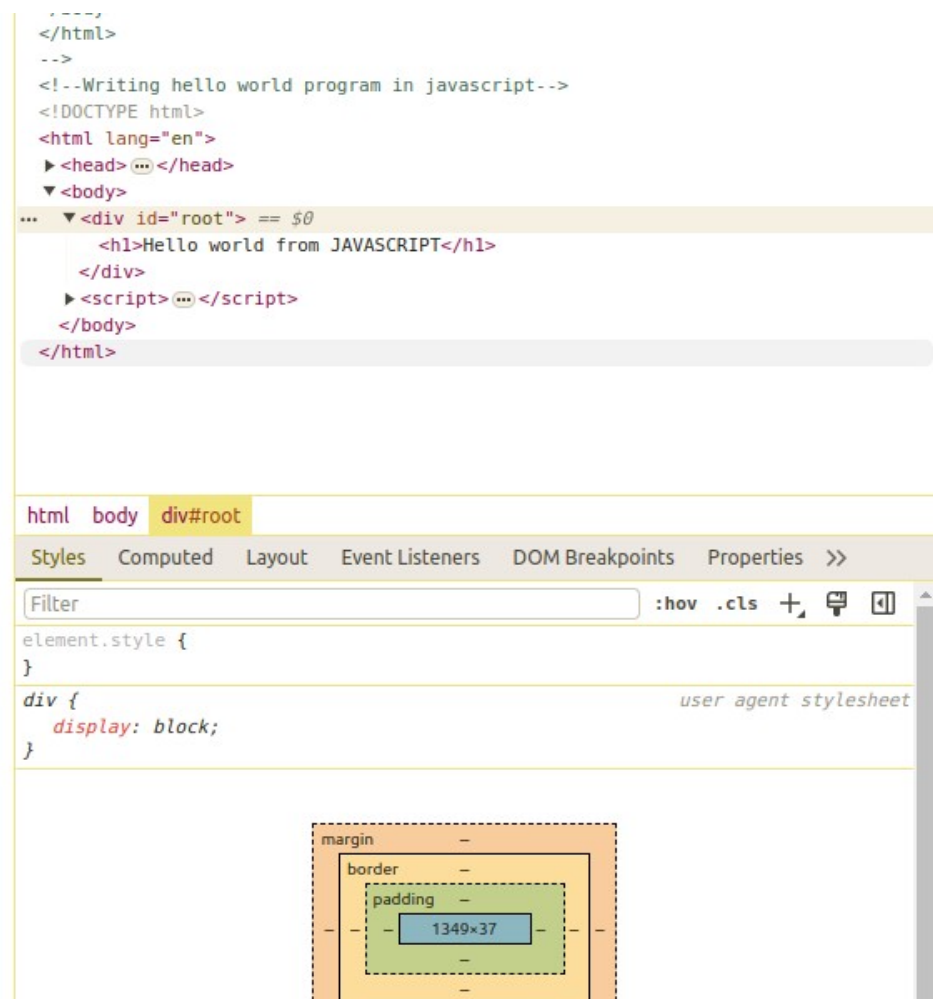 </html>
-->
<!--Writing hello world program in javascript-->
<!DOCTYPE html>
<html lang="en">
<head> ••• </head>
<body>
••• <div id="root"> == $0
<h1>Hello world from JAVASCRIPT</h1>
</div>
<script> ••• </script>
</body>
</html>
html body div#root
Styles Computed Layout Event Listeners DOM Breakpoints Properties >>
Filter :hov .cls +
element.style {
}
div { user agent stylesheet
display: block;
}
margin –
border –
padding –
– – – 1349×37 – – –
–
–